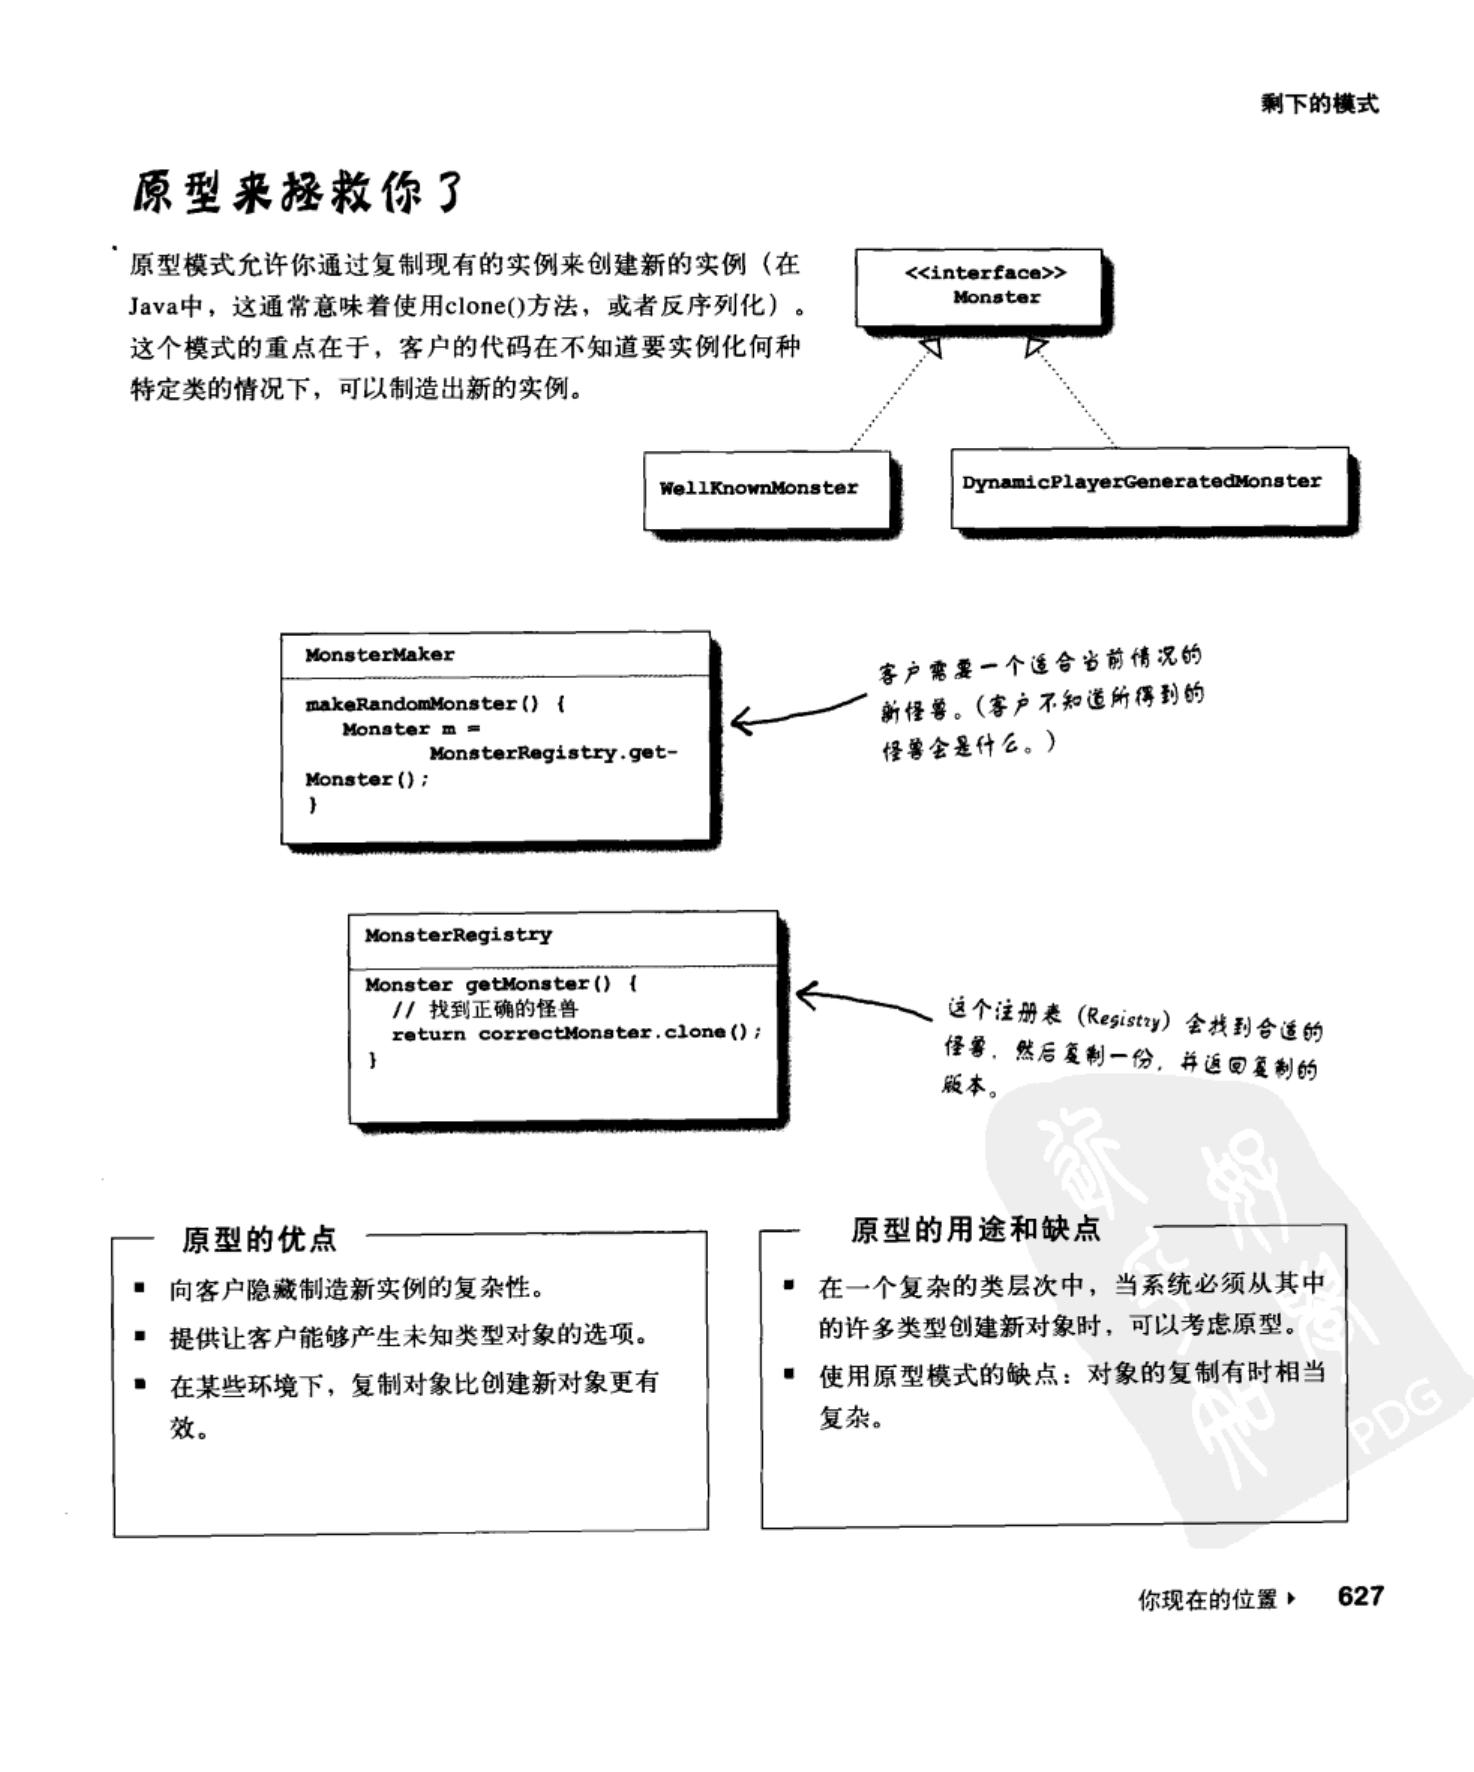 剩下的模式
原型来拯救你了
原型模式允许你通过复制现有的实例来创建新的实例（在
Java中，这通常意味着使用clone()方法，或者反序列化）。
这个模式的重点在于，客户的代码在不知道要实例化何种
特定类的情况下，可以制造出新的实例。
<<interface>>
Monster
WellKnownMonster
DynamicPlayerGeneratedMonster
MonsterMaker
makeRandomMonster() {
Monster m =
MonsterRegistry.get-
Monster();
}
客户需要一个适合当前情况的
新怪兽。（客户不知道所得到的
怪兽会是什么。）
MonsterRegistry
Monster getMonster() {
// 找到正确的怪兽
return correctMonster.clone();
}
这个注册表（Registry）会找到合适的
怪兽，然后复制一份，并返回复制的
版本。
原型的优点
■ 向客户隐藏制造新实例的复杂性。
■ 提供让客户能够产生未知类型对象的选项。
■ 在某些环境下，复制对象比创建新对象更有
效。
原型的用途和缺点
■ 在一个复杂的类层次中，当系统必须从其中
的许多类型创建新对象时，可以考虑原型。
■ 使用原型模式的缺点：对象的复制有时相当
复杂。
PDG
你现在的位置 ▸ 627